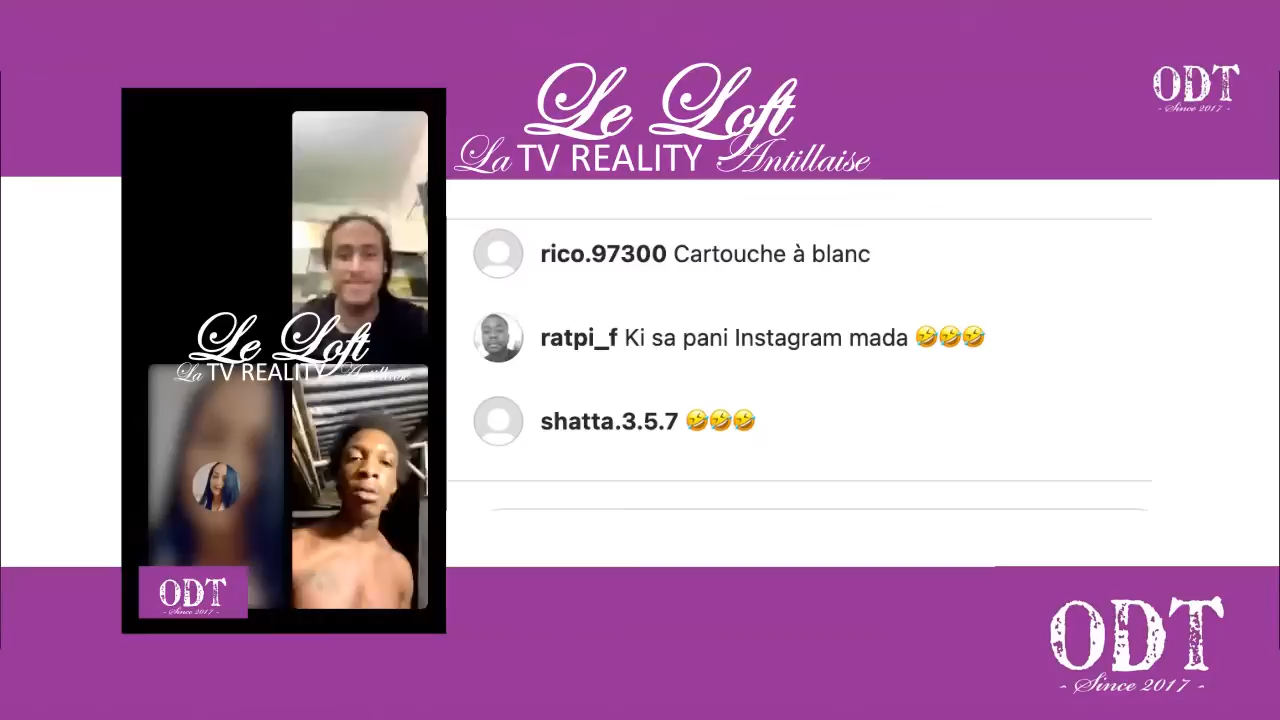 Le Loft
La TV REALITY Antillaise
ODT
- Since 2017 -
rico.97300 Cartouche à blanc
ratpi_f Ki sa pani Instagram mada 🤣🤣🤣
shatta.3.5.7 🤣🤣🤣
Le Loft
La TV REALITY Antillaise
ODT
- Since 2017 -
ODT
- Since 2017 -